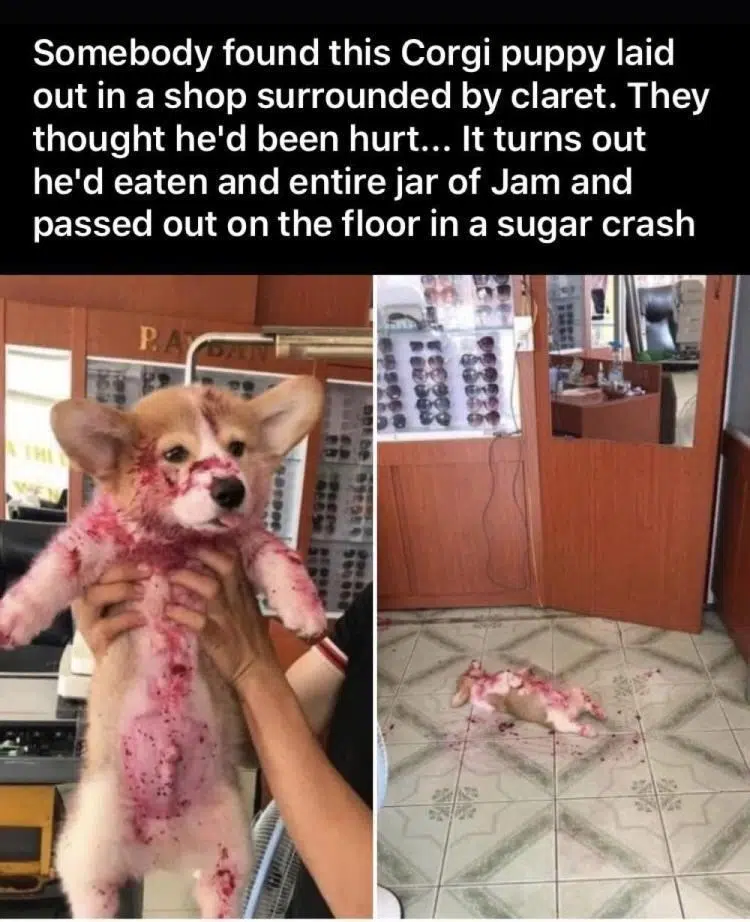 Somebody found this Corgi puppy laid
out in a shop surrounded by claret. They
thought he'd been hurt... It turns out
he'd eaten and entire jar of Jam and
passed out on the floor in a sugar crash